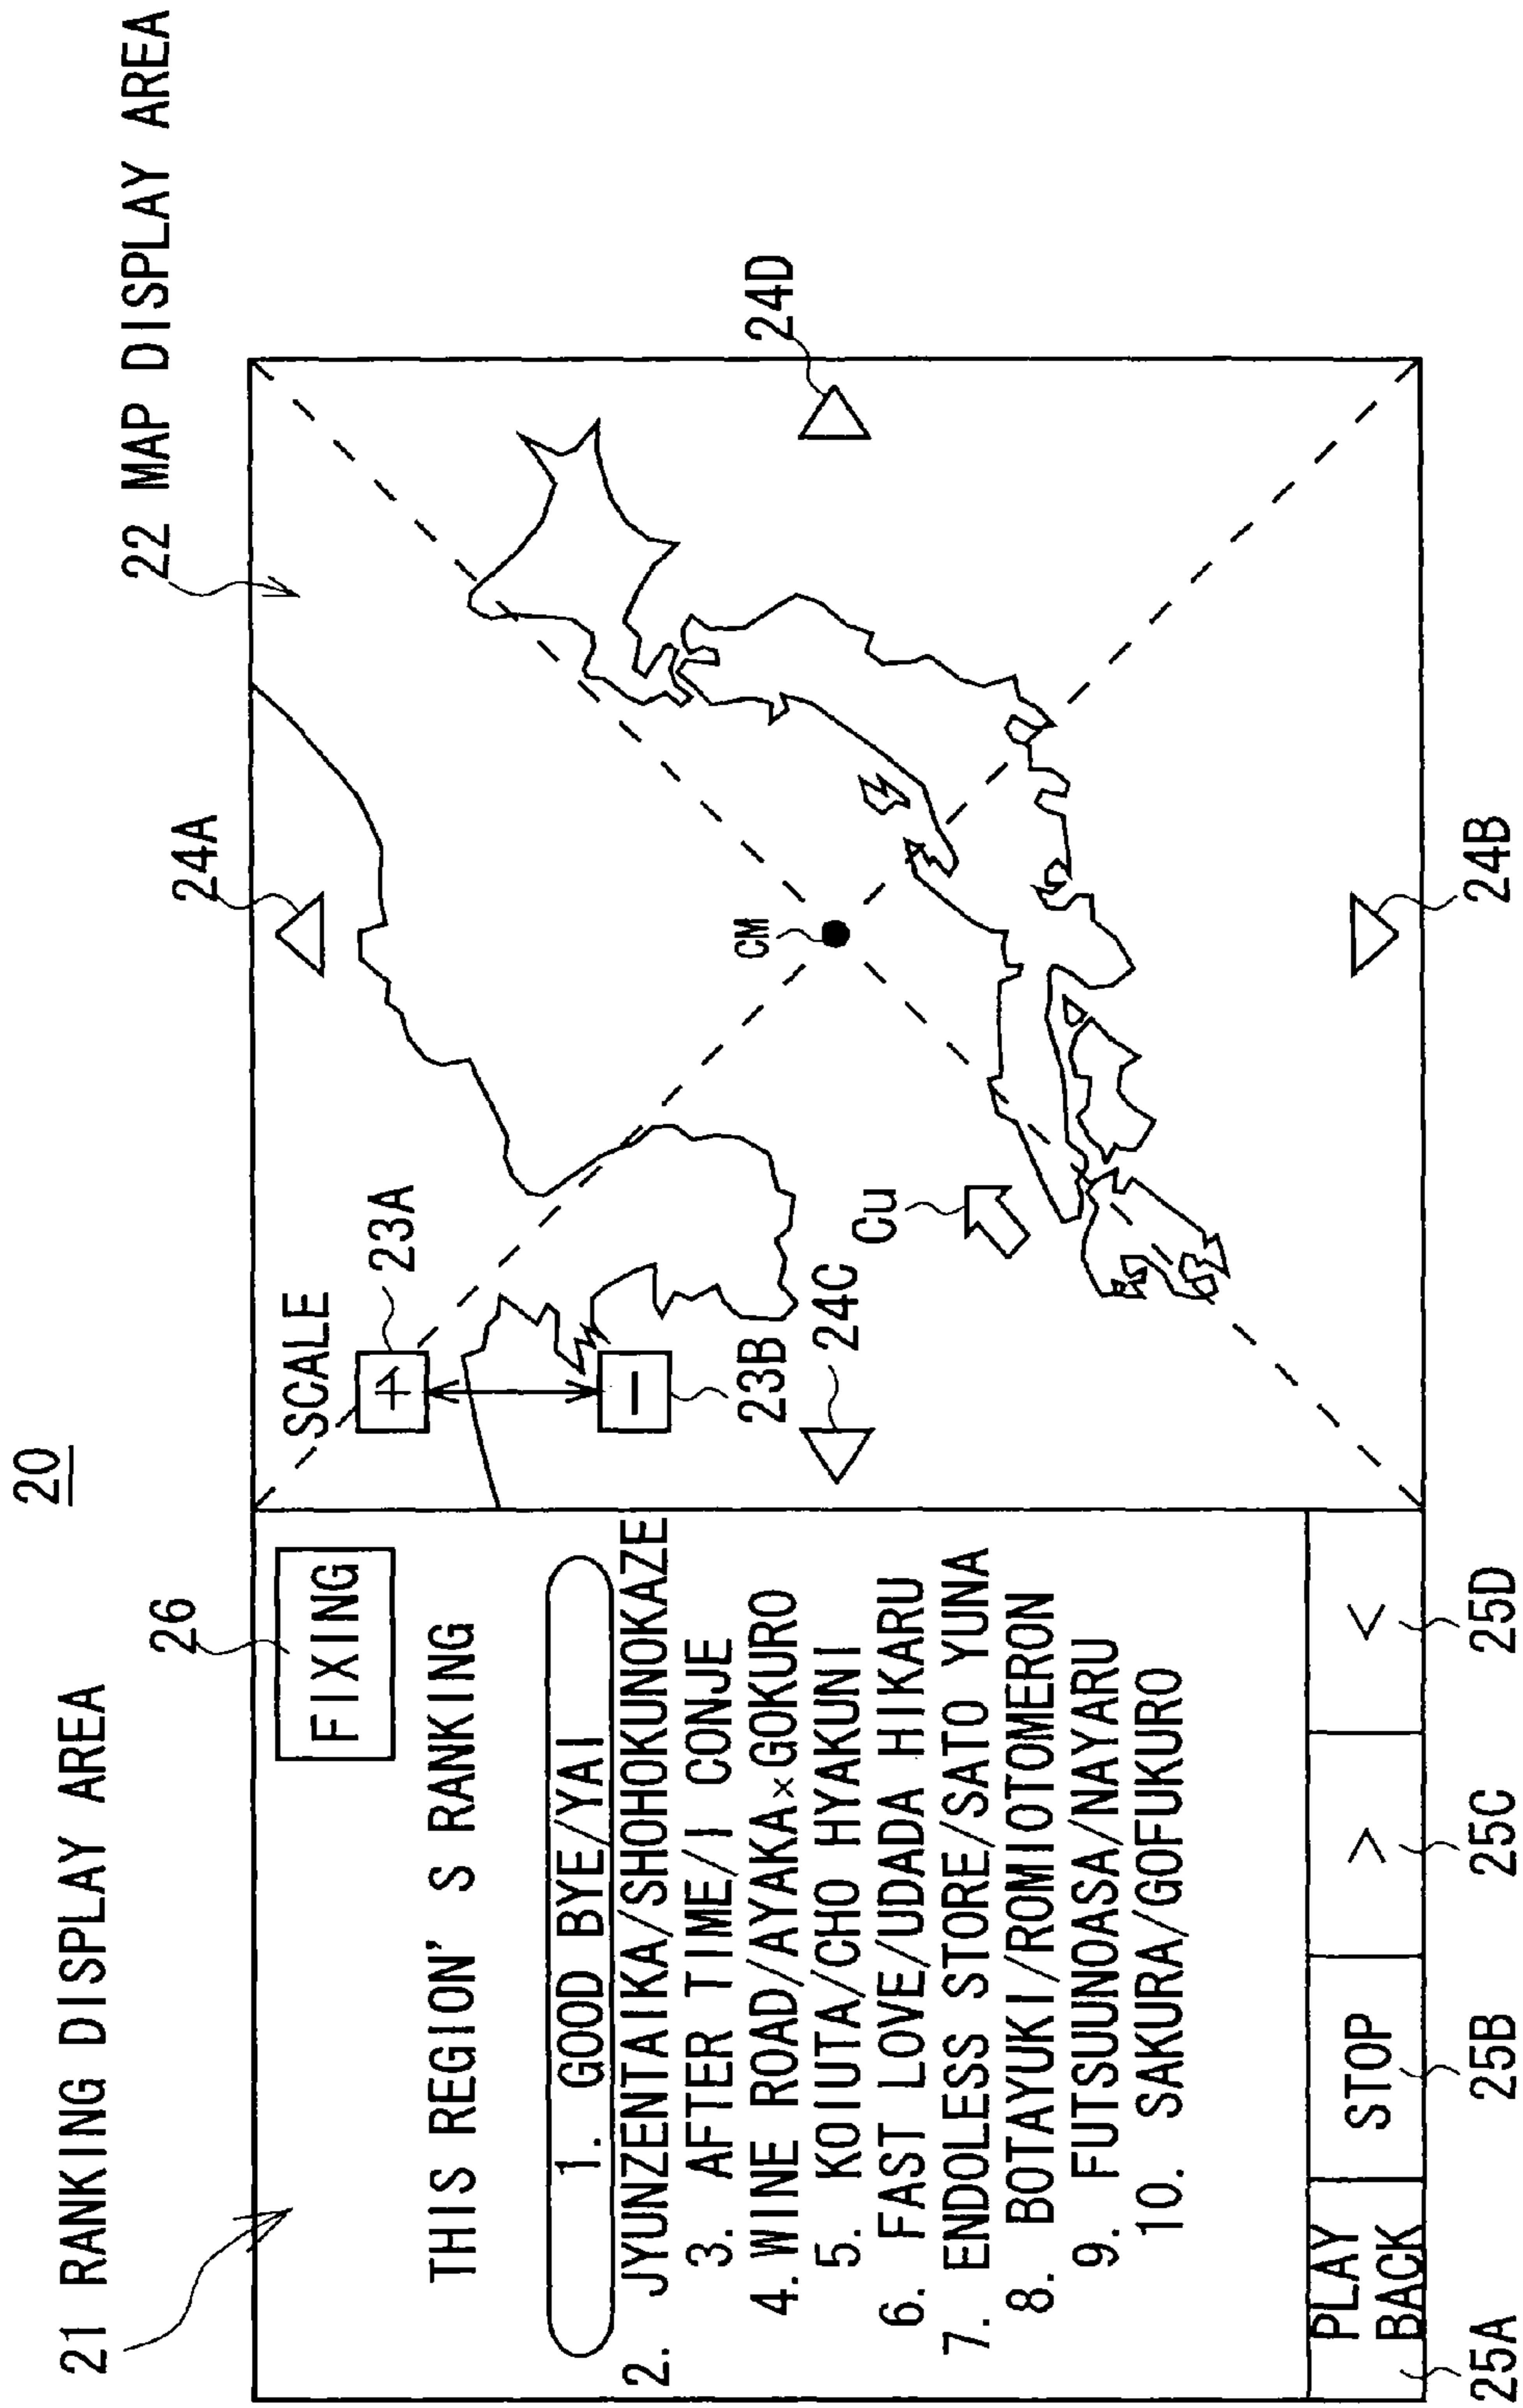 20
21 RANKING DISPLAY AREA
22 MAP DISPLAY AREA
26
FIXING
THIS REGION'S RANKING
1. GOOD BYE/YAI
2. JYUNZENTAIKA/SHOHOKUNOKAZE
3. AFTER TIME/I CONJE
4. WINE ROAD/AYAKA×GOKURO
5. KOIUTA/CHO HYAKUNI
6. FAST LOVE/UDADA HIKARU
7. ENDOLESS STORE/SATO YUNA
8. BOTAYUKI/ROMIOTOMERON
9. FUTSUUNOASA/NAYARU
10. SAKURA/GOFUKURO
PLAY
BACK
STOP
∧
∨
25A
25B
25C
25D
SCALE
+
23A
−
23B
24A
24C
CM
24D
Cu
24B